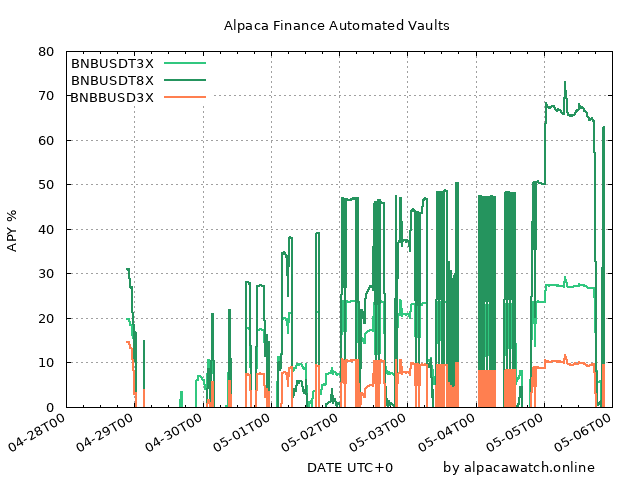 Alpaca Finance Automated Vaults
BNBUSDT3X
BNBUSDT8X
BNBBUSD3X
APY %
80
70
60
50
40
30
20
10
0
04-28T00
04-29T00
04-30T00
05-01T00
05-02T00
05-03T00
05-04T00
05-05T00
05-06T00
DATE UTC+0
by alpacawatch.online